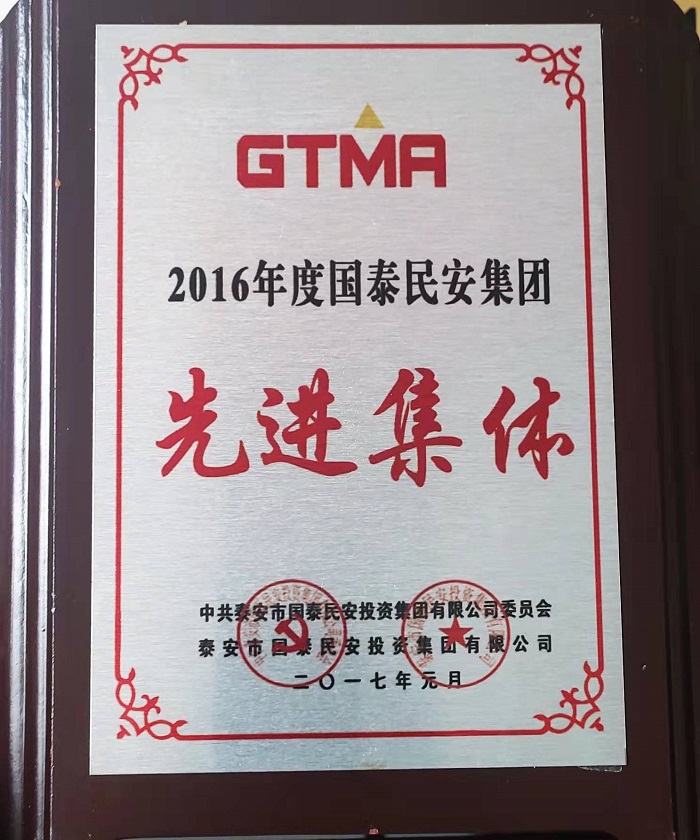 GTMA
2016年度国泰民安集团
先进集体
中共泰安市国泰民安投资集团有限公司委员会
泰安市国泰民安投资集团有限公司
二〇一七年元月